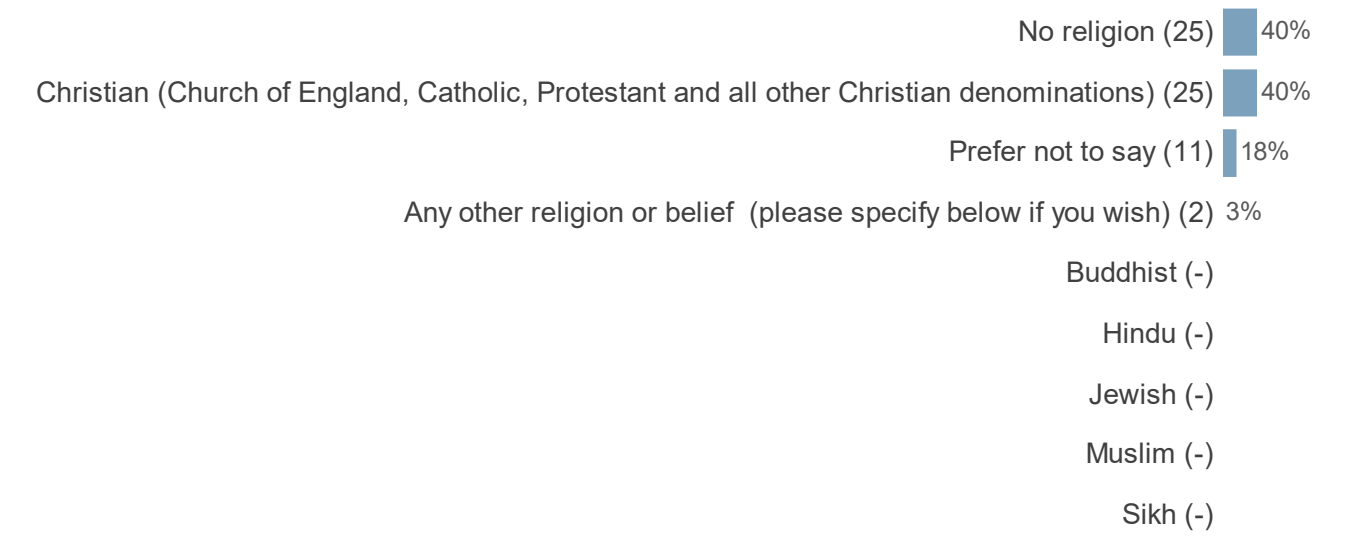 No religion (25) 40%
Christian (Church of England, Catholic, Protestant and all other Christian denominations) (25) 40%
Prefer not to say (11) 18%
Any other religion or belief  (please specify below if you wish) (2) 3%
Buddhist (-)
Hindu (-)
Jewish (-)
Muslim (-)
Sikh (-)